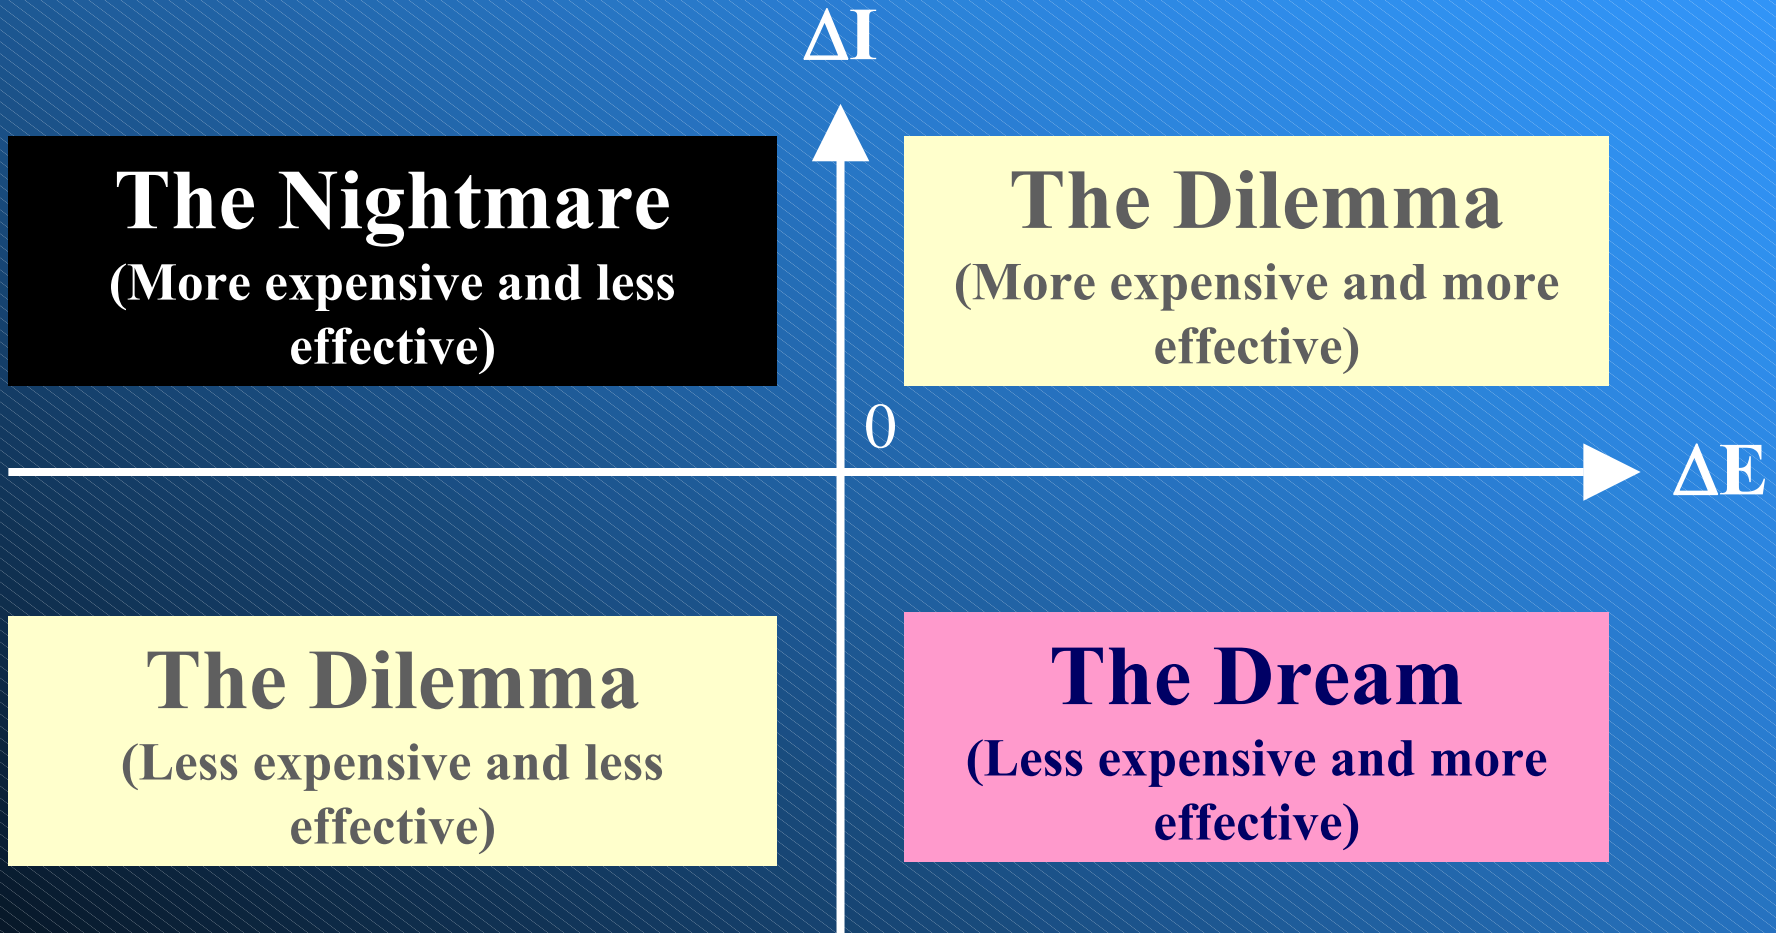 ΔI
The Nightmare
(More expensive and less
effective)
The Dilemma
(More expensive and more
effective)
0
ΔE
The Dilemma
(Less expensive and less
effective)
The Dream
(Less expensive and more
effective)